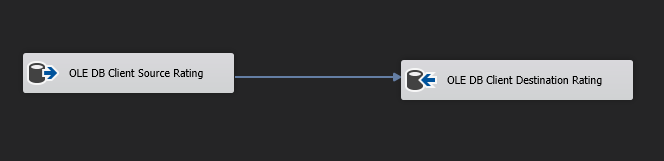 OLE DB Client Source Rating
OLE DB Client Destination Rating